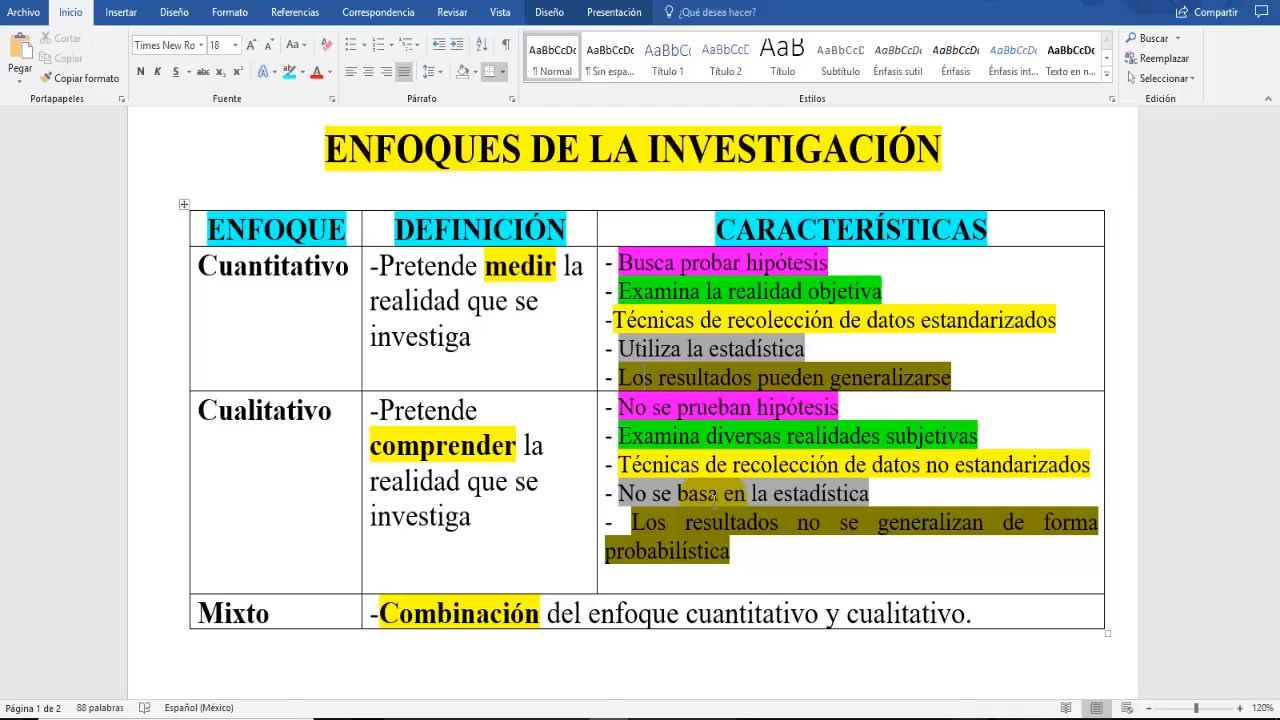 Archivo Inicio Insertar Diseño Formato Referencias Correspondencia Revisar Vista Diseño Presentación ¿Qué desea hacer? Compartir
Cortar
Copiar
Copiar formato
Pegar
Portapapeles
Times New Ro 18 Aa
N K S abc x₂ x²
Fuente
Párrafo
AaBbCcDc AaBbCcDc AaBbCc AaBbCcD AaB AaBbCcD AaBbCcDc AaBbCcDc AaBbCcDc AaBbCcDc
¶ Normal ¶ Sin espa... Título 1 Título 2 Título Subtítulo Énfasis sutil Énfasis Énfasis int... Texto en n...
Estilos
Buscar
Reemplazar
Seleccionar
Edición
ENFOQUES DE LA INVESTIGACIÓN
ENFOQUE DEFINICIÓN CARACTERÍSTICAS
Cuantitativo
-Pretende medir la
realidad que se
investiga
- Busca probar hipótesis
- Examina la realidad objetiva
-Técnicas de recolección de datos estandarizados
- Utiliza la estadística
- Los resultados pueden generalizarse
Cualitativo
-Pretende
comprender la
realidad que se
investiga
- No se prueban hipótesis
- Examina diversas realidades subjetivas
- Técnicas de recolección de datos no estandarizados
- No se basa en la estadística
- Los resultados no se generalizan de forma
probabilística
Mixto
-Combinación del enfoque cuantitativo y cualitativo.
Página 1 de 2 88 palabras Español (México) 120%